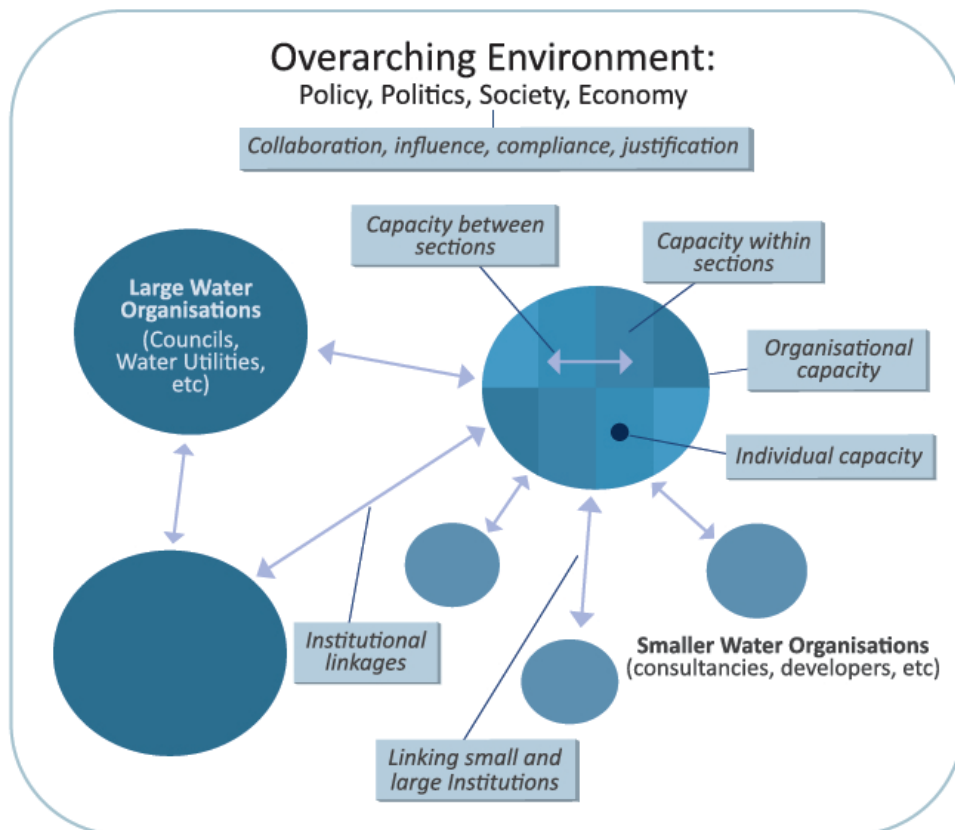 Overarching Environment:
Policy, Politics, Society, Economy
Collaboration, influence, compliance, justification
Capacity between
sections
Capacity within
sections
Large Water
Organisations
(Councils,
Water Utilities,
etc)
Organisational
capacity
Individual capacity
Institutional
linkages
Smaller Water Organisations
(consultancies, developers, etc)
Linking small and
large Institutions